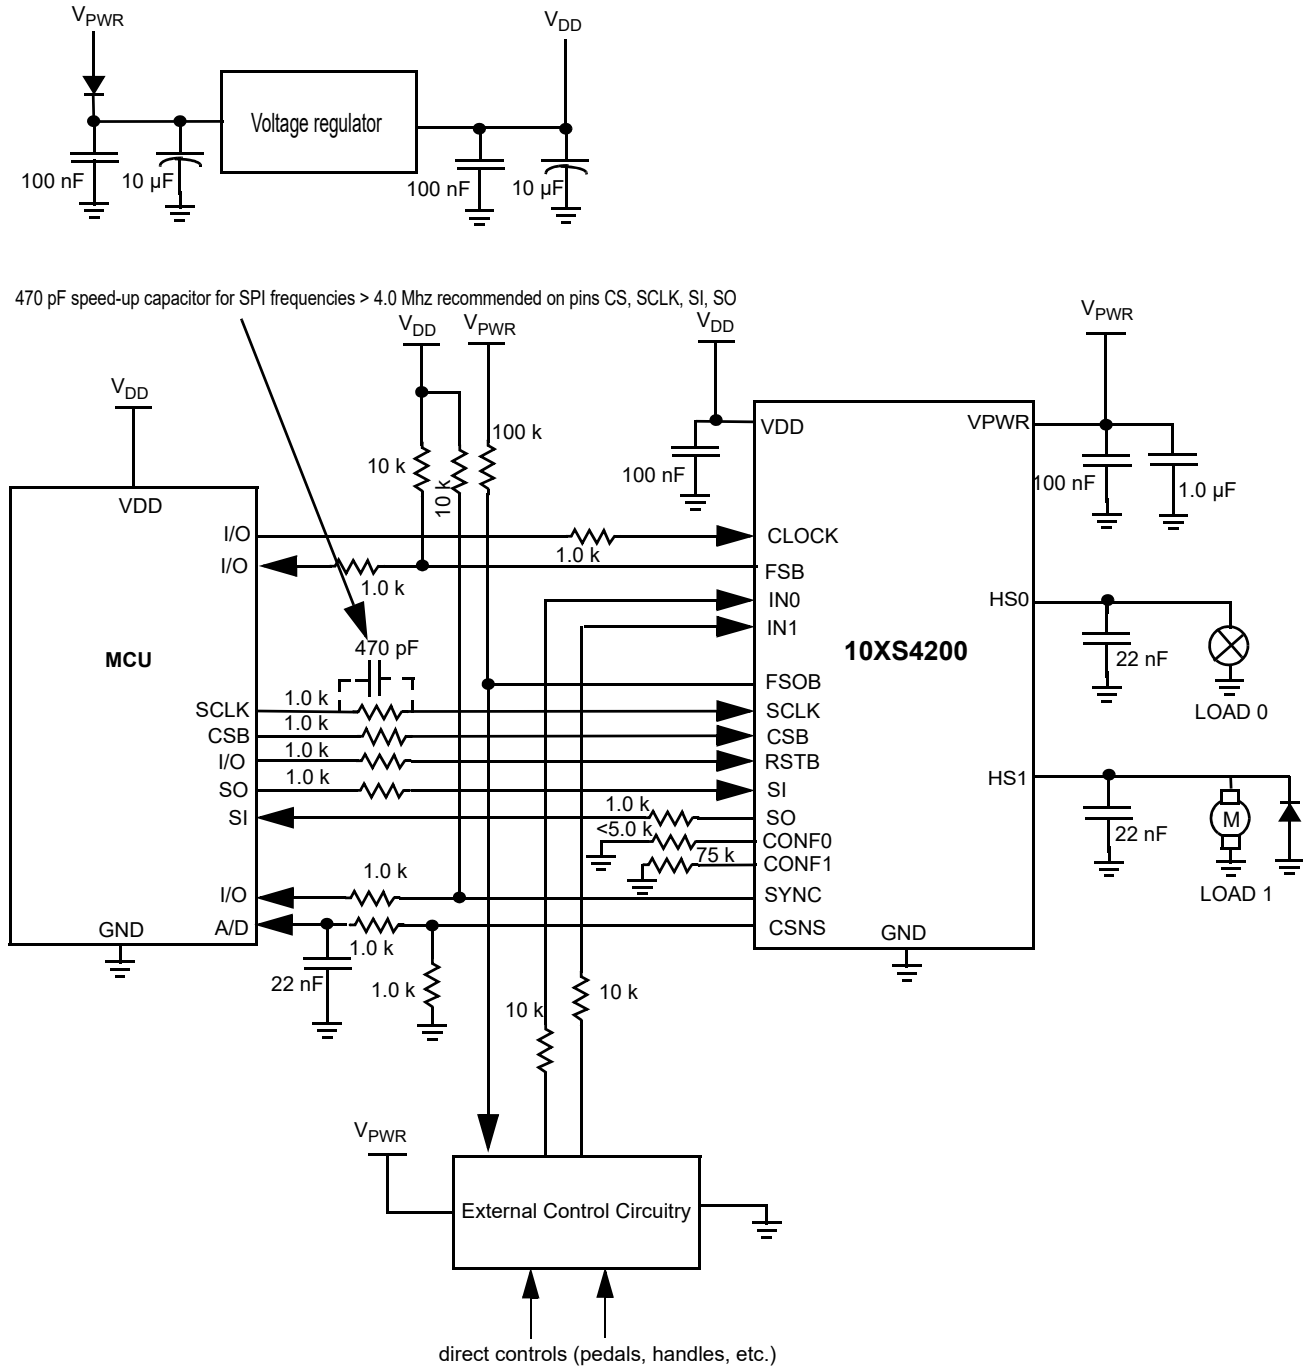 VPWR
VDD
Voltage regulator
100 nF
10 µF
100 nF
10 µF
470 pF speed-up capacitor for SPI frequencies > 4.0 Mhz recommended on pins CS, SCLK, SI, SO
VDD
VPWR
VDD
VPWR
VDD
100 k
10 k
10 k
VDD
VPWR
100 nF
100 nF
1.0 µF
VDD
I/O
1.0 k
CLOCK
I/O
1.0 k
FSB
IN0
HS0
IN1
MCU
470 pF
10XS4200
22 nF
FSOB
LOAD 0
SCLK
1.0 k
SCLK
CSB
1.0 k
CSB
I/O
1.0 k
RSTB
SO
1.0 k
SI
HS1
SI
1.0 k
SO
M
22 nF
<5.0 k
CONF0
75 k
CONF1
LOAD 1
1.0 k
I/O
SYNC
GND
A/D
CSNS
GND
1.0 k
22 nF
1.0 k
10 k
10 k
VPWR
External Control Circuitry
direct controls (pedals, handles, etc.)